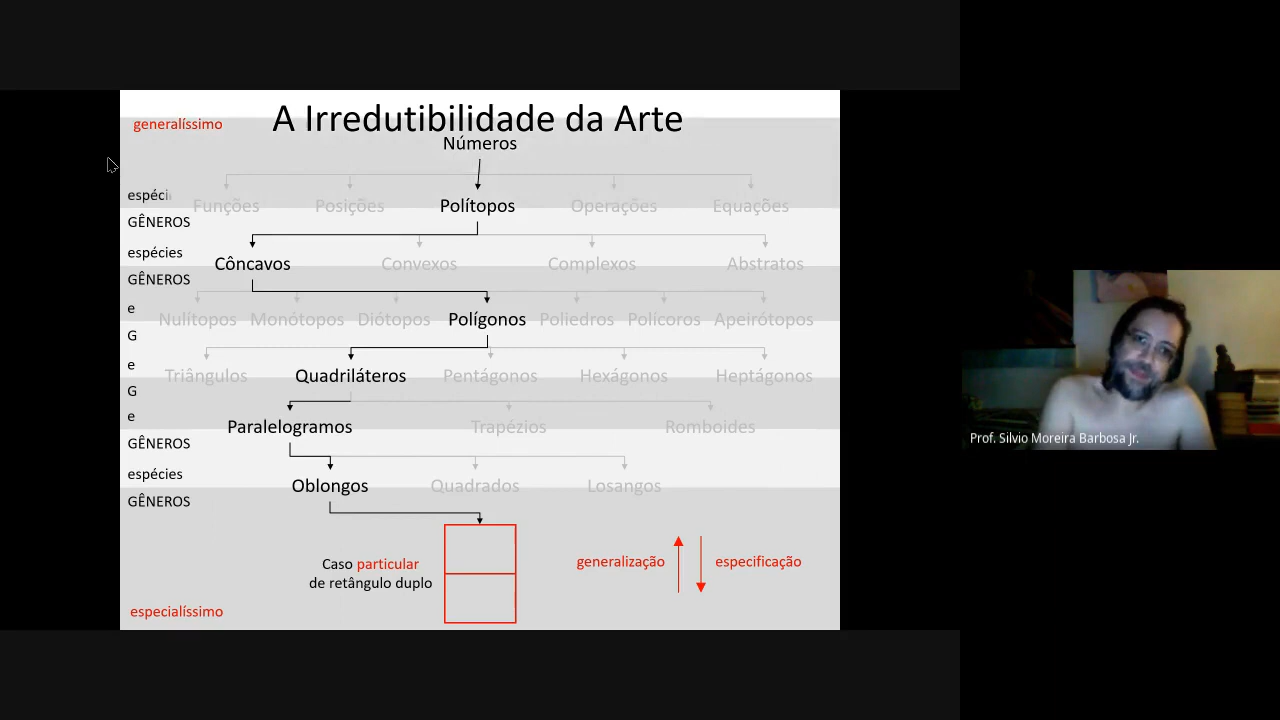 A Irredutibilidade da Arte
generalíssimo
Números
espéci
Funções Posições Polítopos Operações Equações
GÊNEROS
espécies
Côncavos Convexos Complexos Abstratos
GÊNEROS
e
Nulítopos Monótopos Diótopos Polígonos Poliedros Polícoros Apeirótopos
G
e
Triângulos Quadriláteros Pentágonos Hexágonos Heptágonos
G
e
Paralelogramos Trapézios Romboides
GÊNEROS
espécies
Oblongos Quadrados Losangos
GÊNEROS
Caso particular
de retângulo duplo
generalização especificação
especialíssimo
Prof. Silvio Moreira Barbosa Jr.